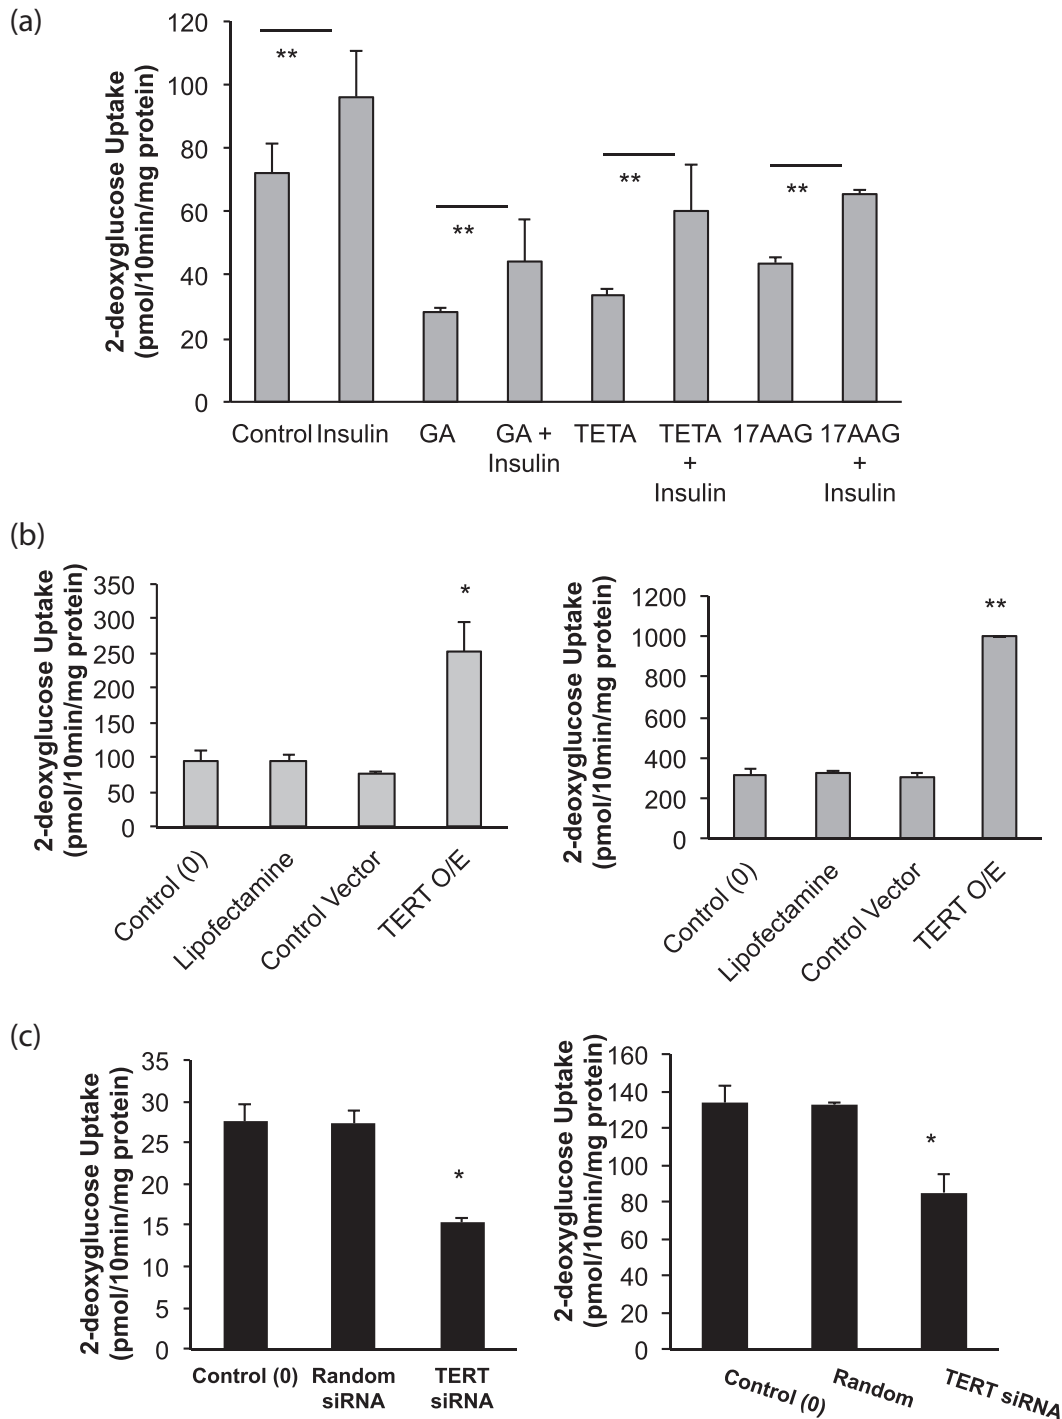 (a)
2-deoxyglucose Uptake
(pmol/10min/mg protein)
120
100
80
60
40
20
0
**
**
**
**
Control Insulin GA GA + TETA TETA 17AAG 17AAG
Insulin + +
Insulin Insulin
(b)
2-deoxyglucose Uptake
(pmol/10min/mg protein)
350
300
250
200
150
100
50
0
*
Control (0)
Lipofectamine
Control Vector
TERT O/E
2-deoxyglucose Uptake
(pmol/10min/mg protein)
1200
1000
800
600
400
200
0
**
Control (0)
Lipofectamine
Control Vector
TERT O/E
(c)
2-deoxyglucose Uptake
(pmol/10min/mg protein)
35
30
25
20
15
10
5
0
*
Control (0) Random TERT
siRNA siRNA
2-deoxyglucose Uptake
(pmol/10min/mg protein)
160
140
120
100
80
60
40
20
0
*
Control (0)
Random
TERT siRNA